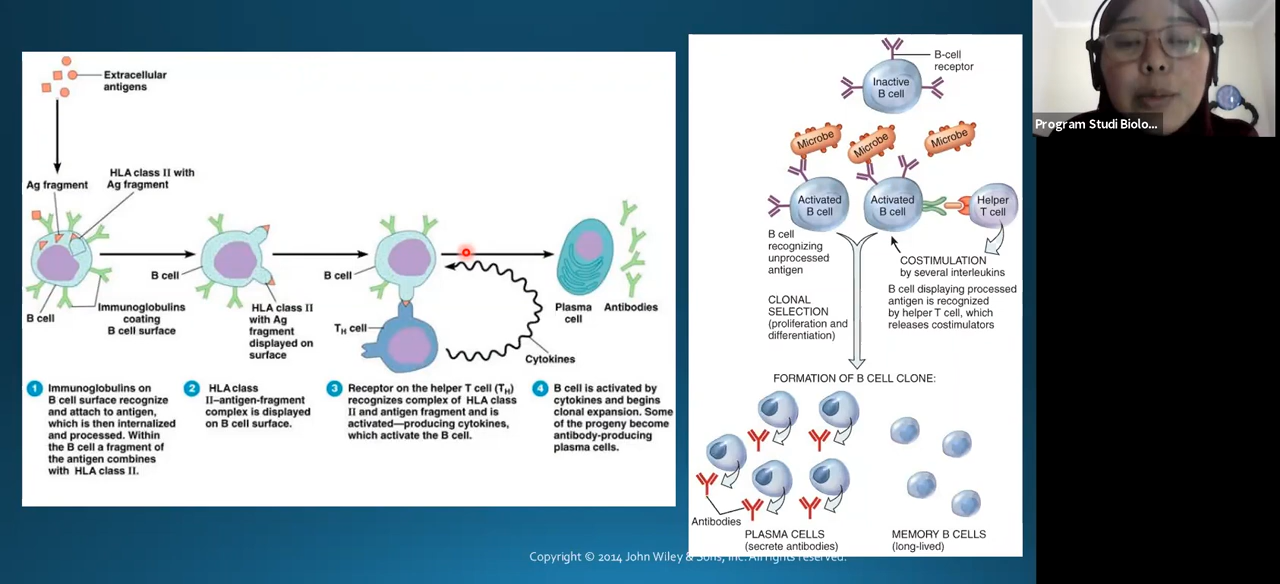 Extracellular
antigens
HLA class II with
Ag fragment
Ag fragment
B cell
Immunoglobulins
coating
B cell surface
B cell
HLA class II
with Ag
fragment
displayed on
surface
B cell
TH cell
Cytokines
Plasma
cell
Antibodies
1 Immunoglobulins on
B cell surface recognize
and attach to antigen,
which is then internalized
and processed. Within
the B cell a fragment of
the antigen combines
with HLA class II.
2 HLA class
II–antigen-fragment
complex is displayed
on B cell surface.
3 Receptor on the helper T cell (TH)
recognizes complex of HLA class
II and antigen fragment and is
activated—producing cytokines,
which activate the B cell.
4 B cell is activated by
cytokines and begins
clonal expansion. Some
of the progeny become
antibody-producing
plasma cells.
B-cell
receptor
Inactive
B cell
Microbe
Microbe
Microbe
Activated
B cell
Activated
B cell
Helper
T cell
B cell
recognizing
unprocessed
antigen
COSTIMULATION
by several interleukins
B cell displaying processed
antigen is recognized
by helper T cell, which
releases costimulators
CLONAL
SELECTION
(proliferation and
differentiation)
FORMATION OF B CELL CLONE:
Antibodies
PLASMA CELLS
(secrete antibodies)
MEMORY B CELLS
(long-lived)
Copyright © 2014 John Wiley & Sons, Inc. All rights reserved.
Program Studi Biolo...